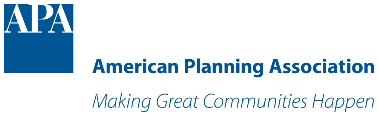 APA
American Planning Association
Making Great Communities Happen